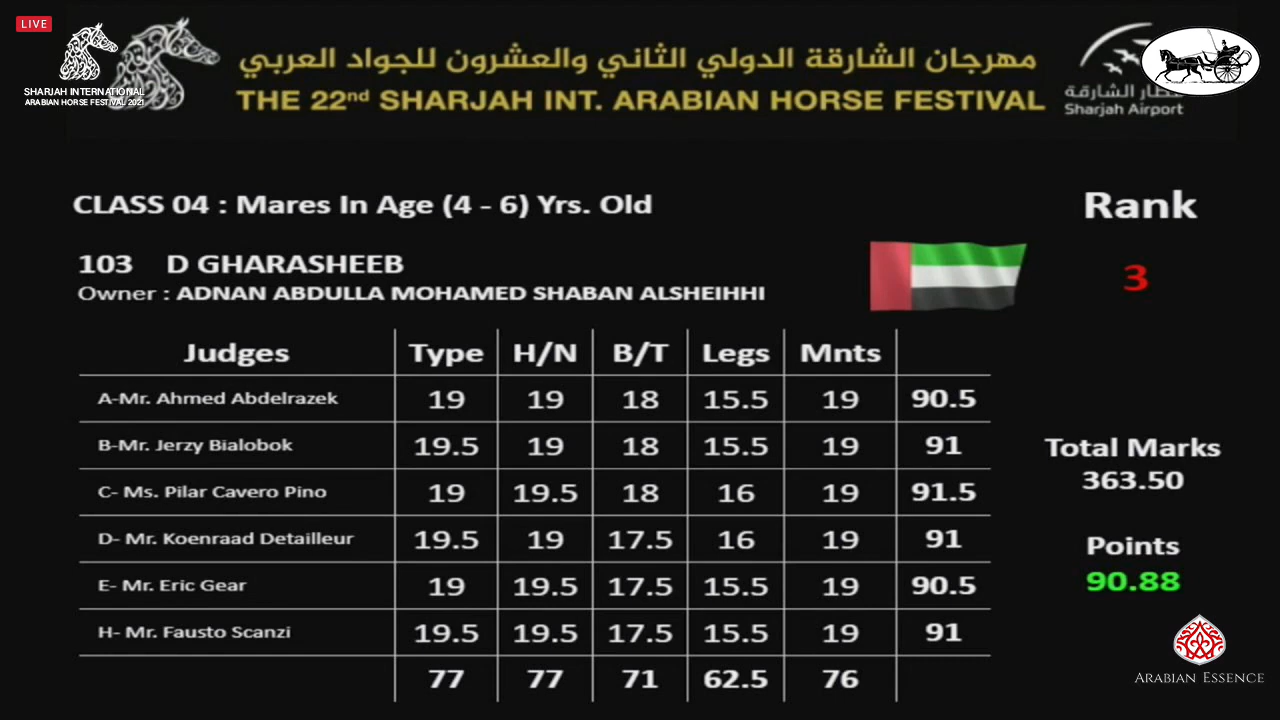 LIVE
SHARJAH INTERNATIONAL
ARABIAN HORSE FESTIVAL 2021
مهرجان الشارقة الدولي الثاني والعشرون للجواد العربي
THE 22nd SHARJAH INT. ARABIAN HORSE FESTIVAL
مطار الشارقة
Sharjah Airport
CLASS 04 : Mares In Age (4 - 6) Yrs. Old
Rank
103 D GHARASHEEB
3
Owner : ADNAN ABDULLA MOHAMED SHABAN ALSHEIHHI
Judges Type H/N B/T Legs Mnts
A-Mr. Ahmed Abdelrazek 19 19 18 15.5 19 90.5
B-Mr. Jerzy Bialobok 19.5 19 18 15.5 19 91
C- Ms. Pilar Cavero Pino 19 19.5 18 16 19 91.5
D- Mr. Koenraad Detailleur 19.5 19 17.5 16 19 91
E- Mr. Eric Gear 19 19.5 17.5 15.5 19 90.5
H- Mr. Fausto Scanzi 19.5 19.5 17.5 15.5 19 91
77 77 71 62.5 76
Total Marks
363.50
Points
90.88
ARABIAN ESSENCE